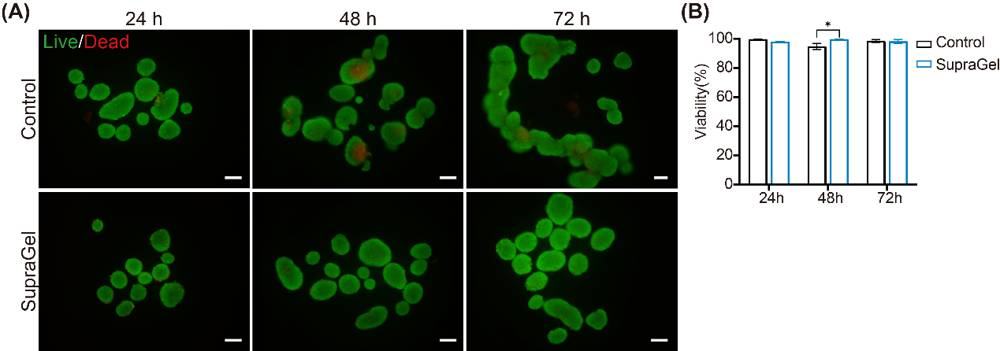 (A)
24 h
48 h
72 h
Live/Dead
Control
SupraGel
(B)
Viability(%)
100
80
60
40
20
0
24h
48h
72h
*
Control
SupraGel